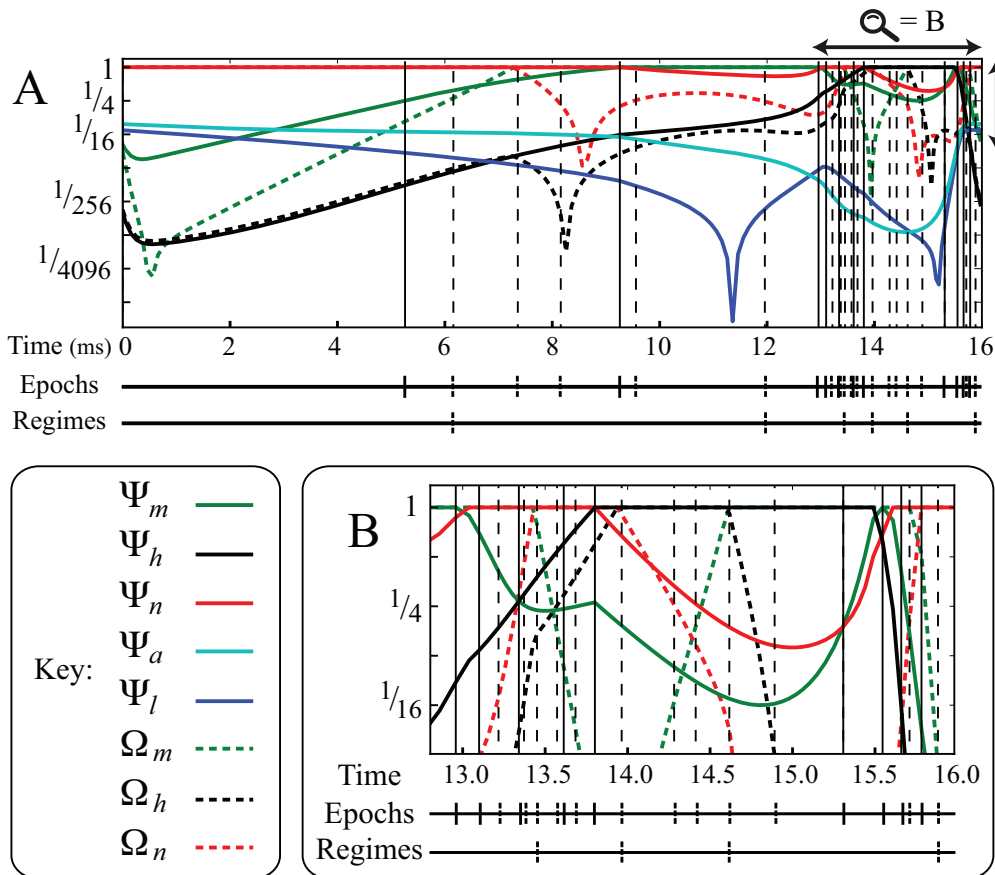 = B
A
1
1/4
1/16
1/256
1/4096
Time (ms) 0 2 4 6 8 10 12 14 16
Epochs
Regimes
Key:
Ψm
Ψh
Ψn
Ψa
Ψl
Ωm
Ωh
Ωn
B
1
1/4
1/16
Time 13.0 13.5 14.0 14.5 15.0 15.5 16.0
Epochs
Regimes